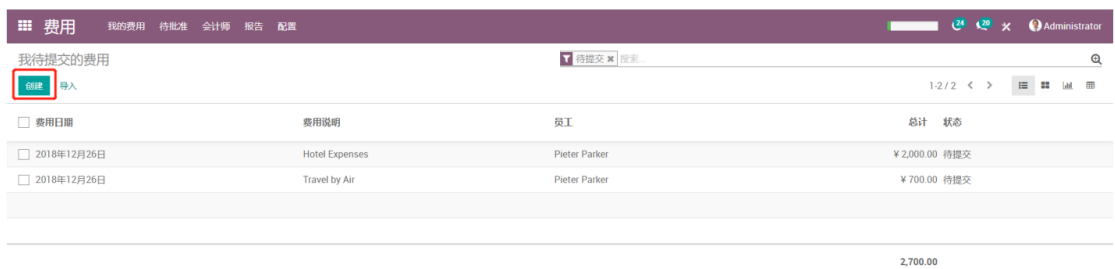 费用 我的费用 待批准 会计师 报告 配置 24 20 Administrator
我待提交的费用 待提交 搜索...
创建 导入 1-2 / 2
费用日期 费用说明 员工 总计 状态
2018年12月26日 Hotel Expenses Pieter Parker ¥ 2,000.00 待提交
2018年12月26日 Travel by Air Pieter Parker ¥ 700.00 待提交
2,700.00